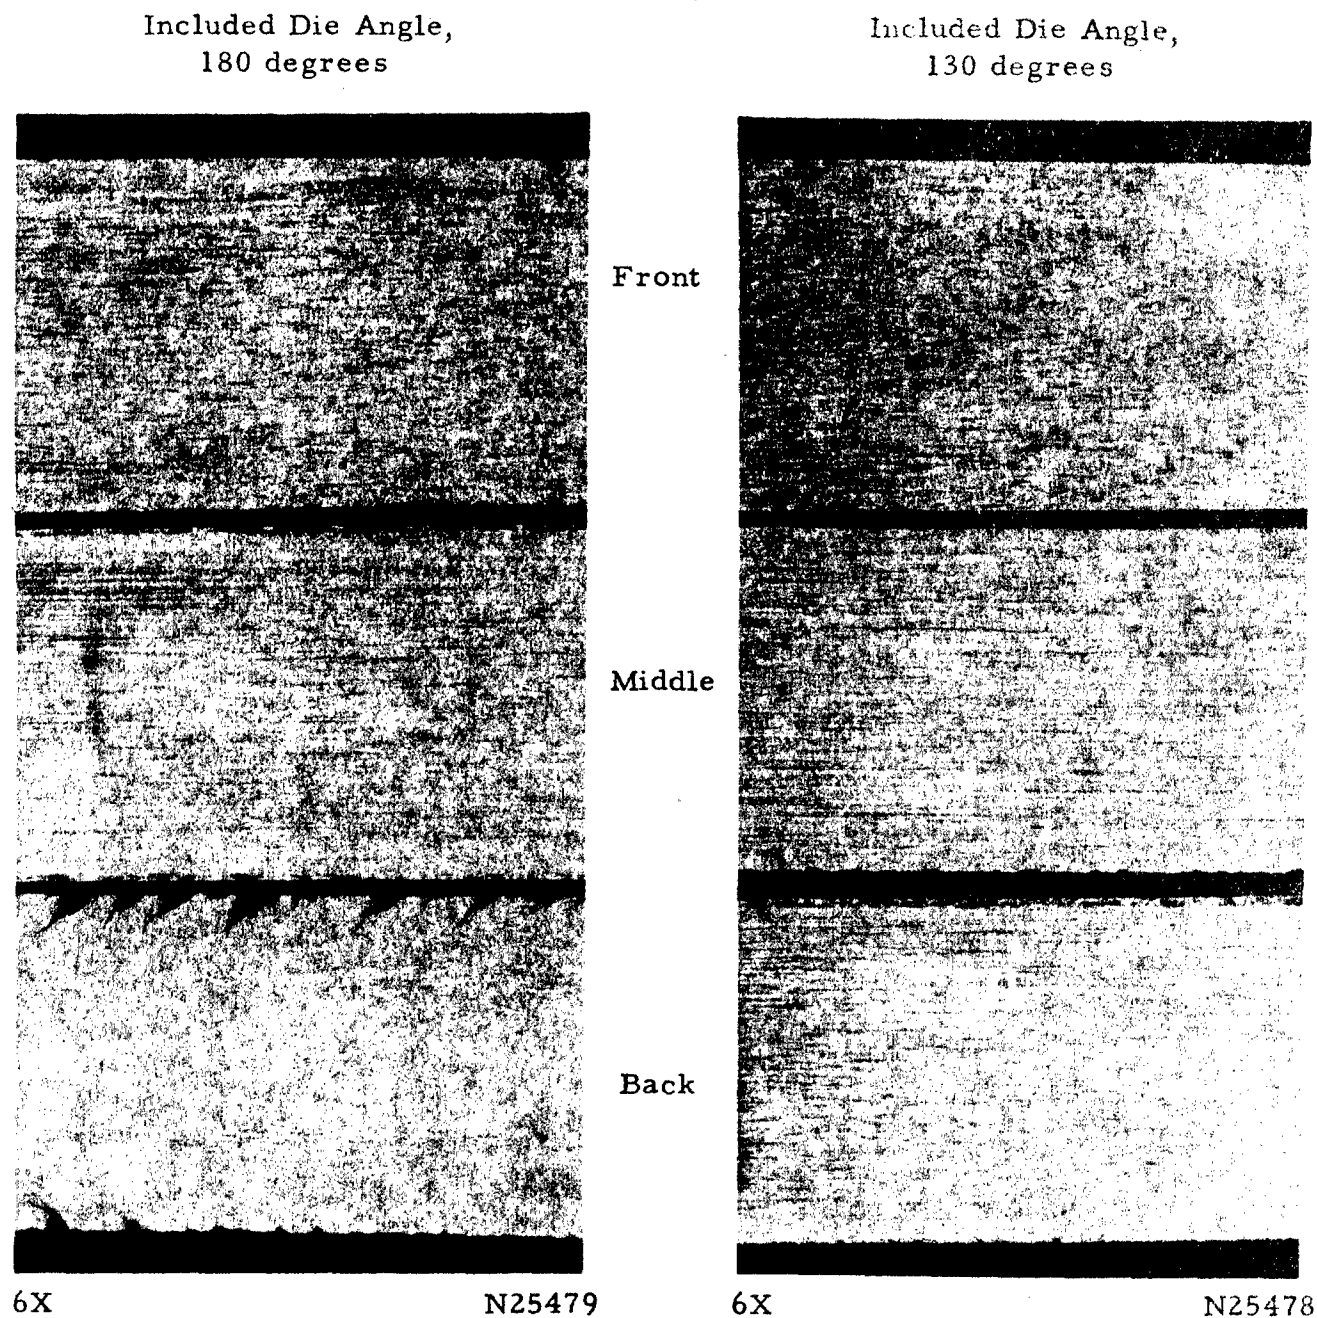 Included Die Angle,
180 degrees
Included Die Angle,
130 degrees
Front
Middle
Back
6X N25479
6X N25478